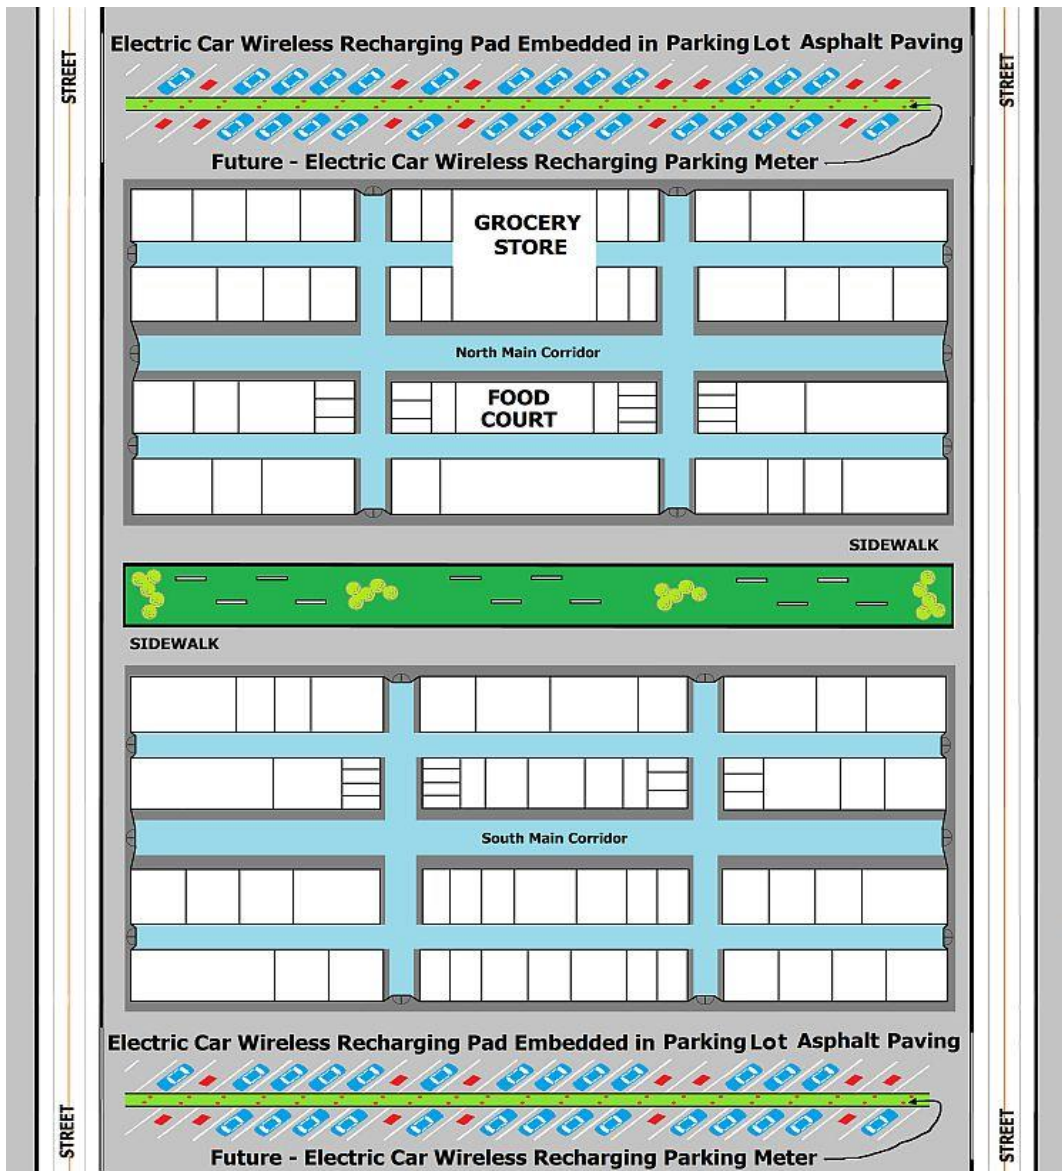 STREET
STREET
Electric Car Wireless Recharging Pad Embedded in Parking Lot Asphalt Paving
Future - Electric Car Wireless Recharging Parking Meter
GROCERY
STORE
North Main Corridor
FOOD
COURT
SIDEWALK
SIDEWALK
South Main Corridor
Electric Car Wireless Recharging Pad Embedded in Parking Lot Asphalt Paving
STREET
STREET
Future - Electric Car Wireless Recharging Parking Meter